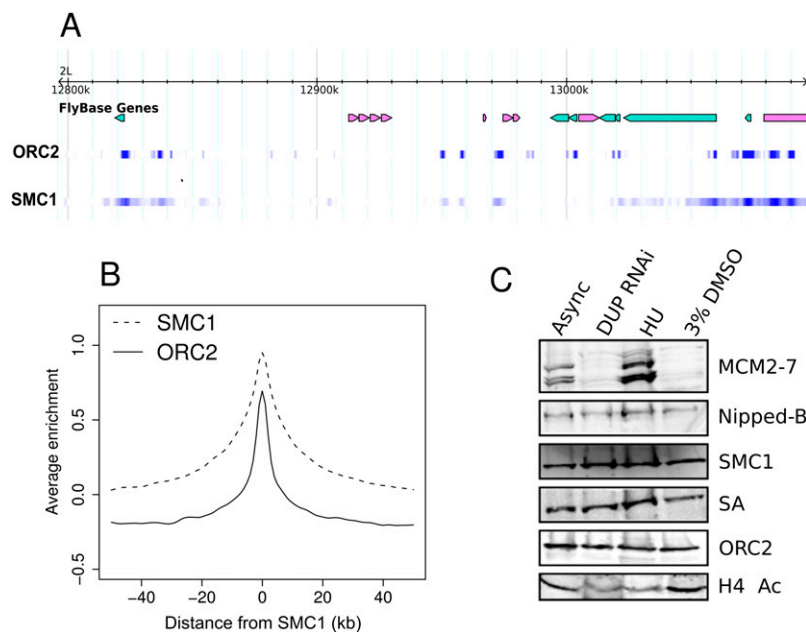 A
2L
12800k 12900k 13000k
FlyBase Genes
ORC2
SMC1
B
SMC1
ORC2
Average enrichment
1.0
0.5
0.0
−0.5
−40 −20 0 20 40
Distance from SMC1 (kb)
C
Async DUP RNAi HU 3% DMSO
MCM2-7
Nipped-B
SMC1
SA
ORC2
H4 Ac